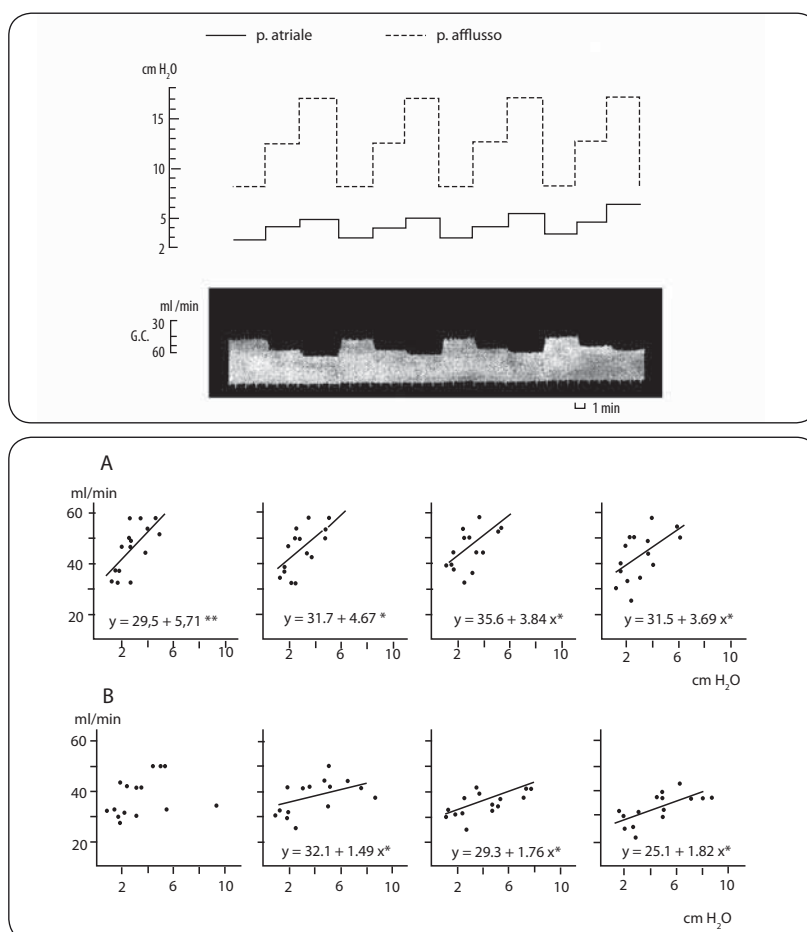 p. atriale p. afflusso
cm H₂O
15
10
5
2
ml /min
30
G.C.
60
1 min
A
ml/min
60
40
20
y = 29,5 + 5,71 **
y = 31.7 + 4.67 *
y = 35.6 + 3.84 x*
y = 31.5 + 3.69 x*
2 6 10 2 6 10 2 6 10 2 6 10
cm H₂O
B
ml/min
60
40
20
y = 32.1 + 1.49 x*
y = 29.3 + 1.76 x*
y = 25.1 + 1.82 x*
2 6 10 2 6 10 2 6 10 2 6 10
cm H₂O